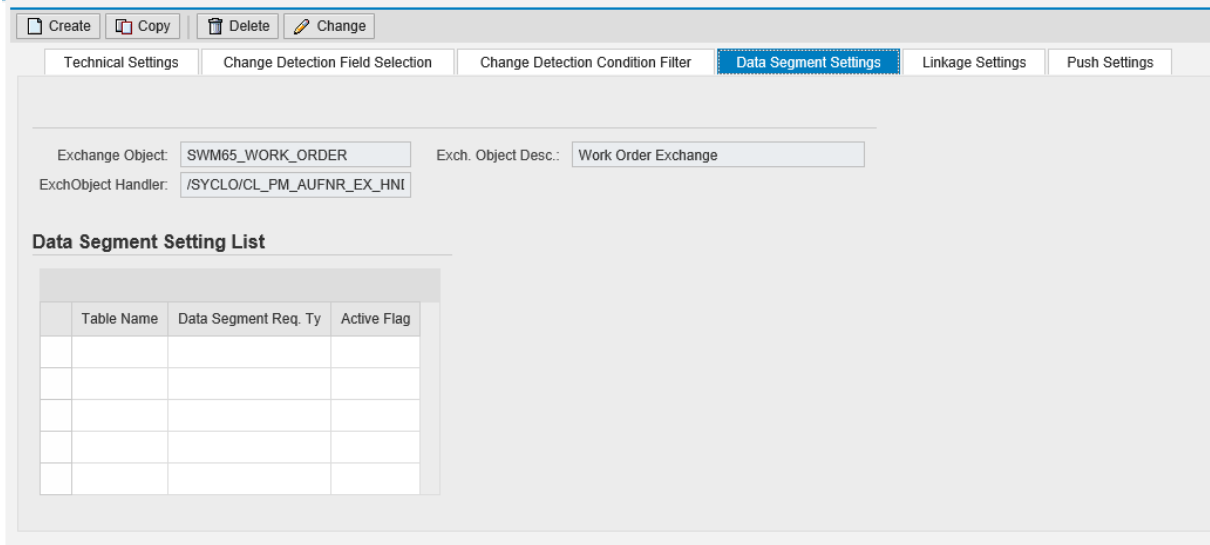 Create Copy Delete Change
Technical Settings Change Detection Field Selection Change Detection Condition Filter Data Segment Settings Linkage Settings Push Settings
Exchange Object: SWM65_WORK_ORDER Exch. Object Desc.: Work Order Exchange
ExchObject Handler: /SYCLO/CL_PM_AUFNR_EX_HNI
Data Segment Setting List
Table Name Data Segment Req. Ty Active Flag